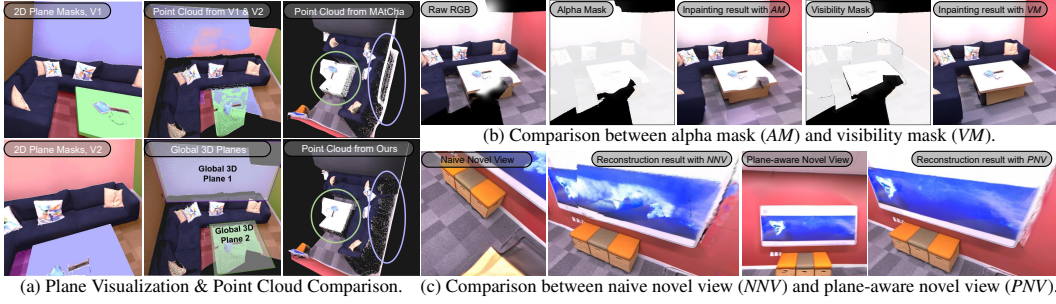 2D Plane Masks, V1
Point Cloud from V1 & V2
Point Cloud from MAtCha
2D Plane Masks, V2
Global 3D Planes
Global 3D
Plane 1
Global 3D
Plane 2
Point Cloud from Ours
(a) Plane Visualization & Point Cloud Comparison.
Raw RGB
Alpha Mask
Inpainting result with AM
Visibility Mask
Inpainting result with VM
(b) Comparison between alpha mask (AM) and visibility mask (VM).
Naive Novel View
Reconstruction result with NNV
Plane-aware Novel View
Reconstruction result with PNV
(c) Comparison between naive novel view (NNV) and plane-aware novel view (PNV).